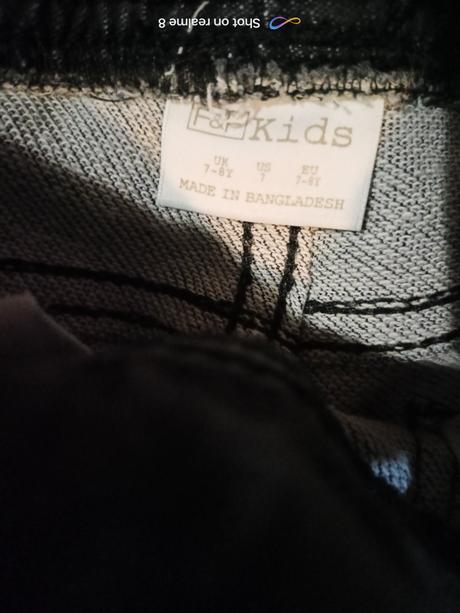 Shot on realme 8
F&F Kids
UK US EU
7-8Y 7 7-8Y
MADE IN BANGLADESH